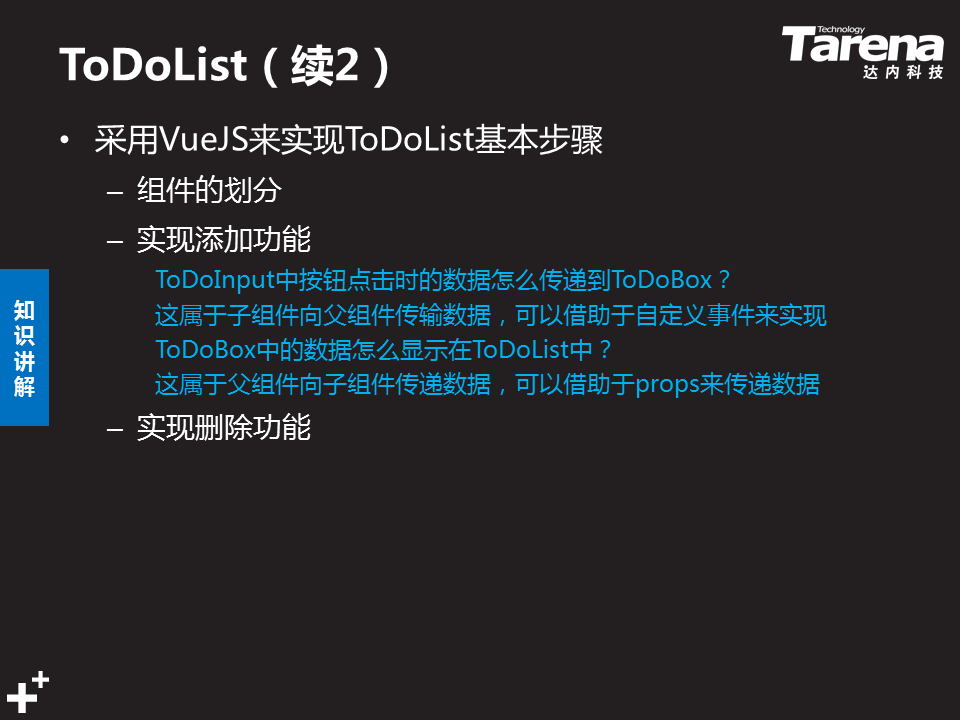 ToDoList（续2）
Technology
Tarena
达内科技
• 采用VueJS来实现ToDoList基本步骤
– 组件的划分
– 实现添加功能
ToDoInput中按钮点击时的数据怎么传递到ToDoBox？
这属于子组件向父组件传输数据，可以借助于自定义事件来实现
ToDoBox中的数据怎么显示在ToDoList中？
这属于父组件向子组件传递数据，可以借助于props来传递数据
– 实现删除功能
知
识
讲
解